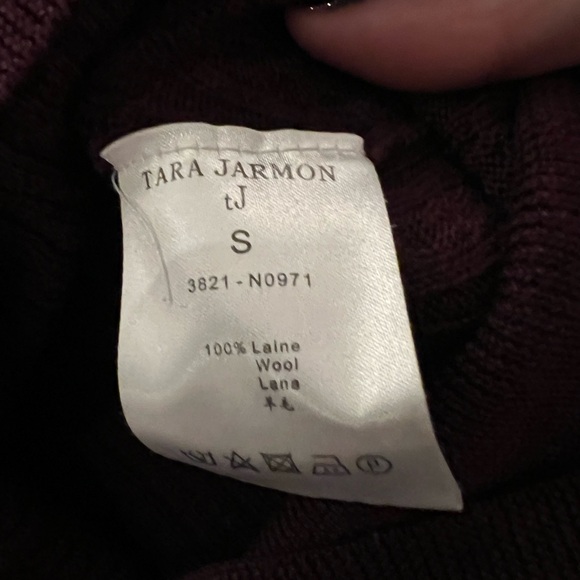 TARA JARMON
tJ
S
3821 - N0971
100% Laine
Wool
Lana
羊毛
P